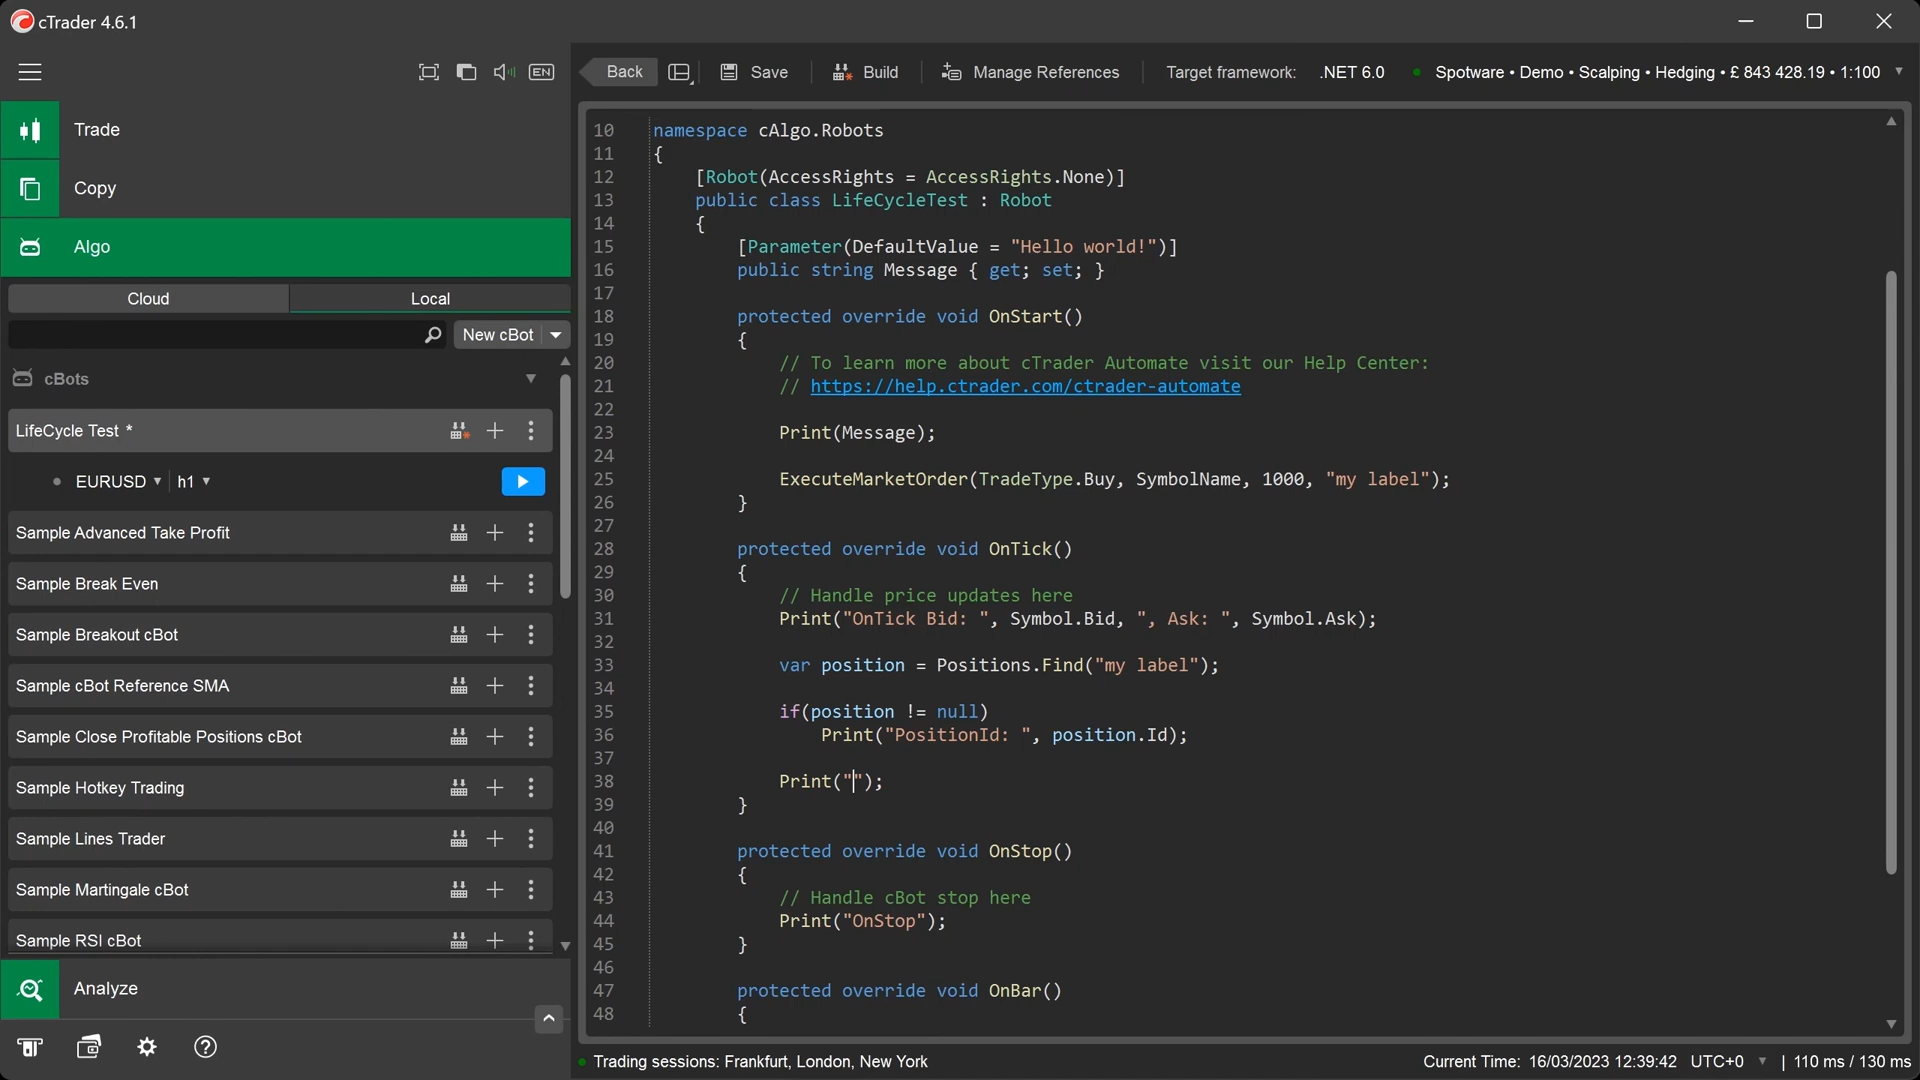 cTrader 4.6.1
EN
Trade
Copy
Algo
Cloud Local
New cBot
cBots
LifeCycle Test *
EURUSD h1
Sample Advanced Take Profit
Sample Break Even
Sample Breakout cBot
Sample cBot Reference SMA
Sample Close Profitable Positions cBot
Sample Hotkey Trading
Sample Lines Trader
Sample Martingale cBot
Sample RSI cBot
Analyze
Back Save Build Manage References Target framework: .NET 6.0 Spotware • Demo • Scalping • Hedging • £ 843 428.19 • 1:100
10 namespace cAlgo.Robots
11 {
12 [Robot(AccessRights = AccessRights.None)]
13 public class LifeCycleTest : Robot
14 {
15 [Parameter(DefaultValue = "Hello world!")]
16 public string Message { get; set; }
17
18 protected override void OnStart()
19 {
20 // To learn more about cTrader Automate visit our Help Center:
21 // https://help.ctrader.com/ctrader-automate
22
23 Print(Message);
24
25 ExecuteMarketOrder(TradeType.Buy, SymbolName, 1000, "my label");
26 }
27
28 protected override void OnTick()
29 {
30 // Handle price updates here
31 Print("OnTick Bid: ", Symbol.Bid, ", Ask: ", Symbol.Ask);
32
33 var position = Positions.Find("my label");
34
35 if(position != null)
36 Print("PositionId: ", position.Id);
37
38 Print("");
39 }
40
41 protected override void OnStop()
42 {
43 // Handle cBot stop here
44 Print("OnStop");
45 }
46
47 protected override void OnBar()
48 {
Trading sessions: Frankfurt, London, New York
Current Time: 16/03/2023 12:39:42 UTC+0 | 110 ms / 130 ms